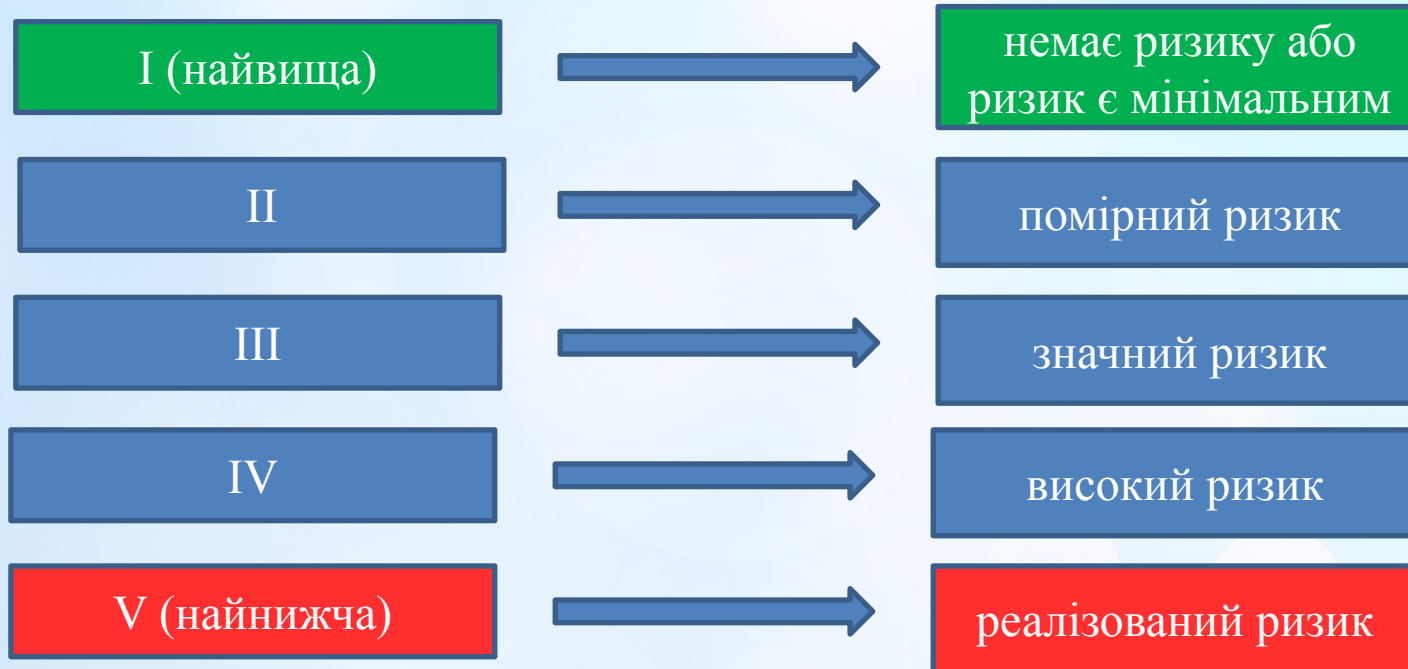 I (найвища)
немає ризику або
ризик є мінімальним
II
помірний ризик
III
значний ризик
IV
високий ризик
V (найнижча)
реалізований ризик